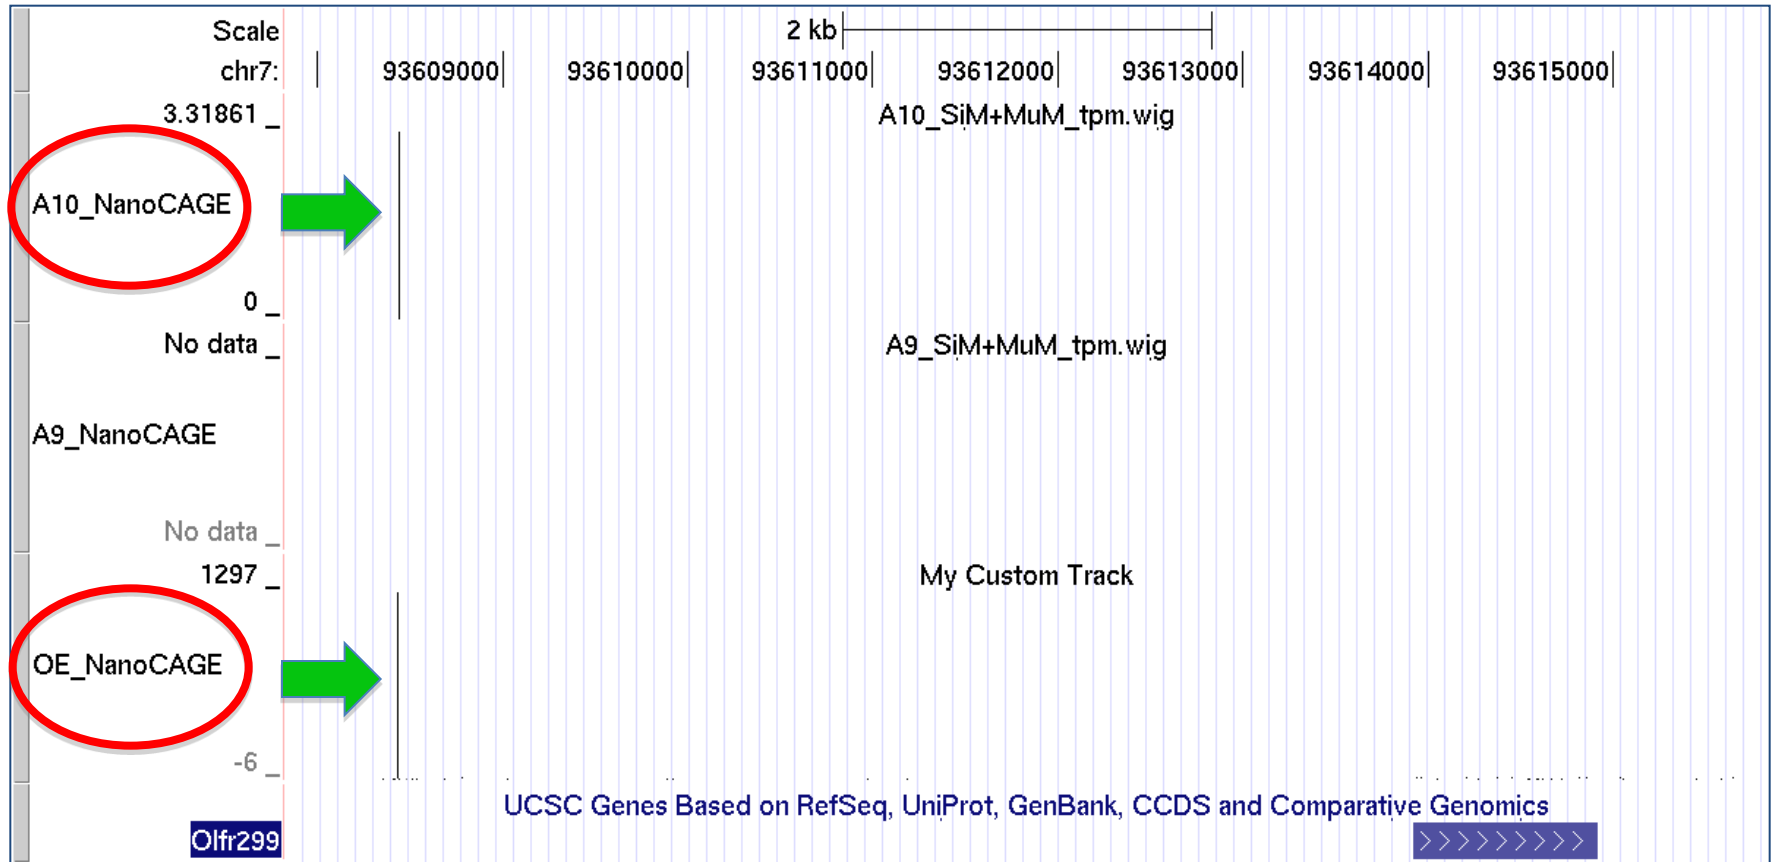 Scale 2 kb
chr7: 93609000 93610000 93611000 93612000 93613000 93614000 93615000
3.31861 _ A10_SiM+MuM_tpm.wig
A10_NanoCAGE
0 _
No data _ A9_SiM+MuM_tpm.wig
A9_NanoCAGE
No data _
1297 _ My Custom Track
OE_NanoCAGE
-6 _
UCSC Genes Based on RefSeq, UniProt, GenBank, CCDS and Comparative Genomics
Olfr299